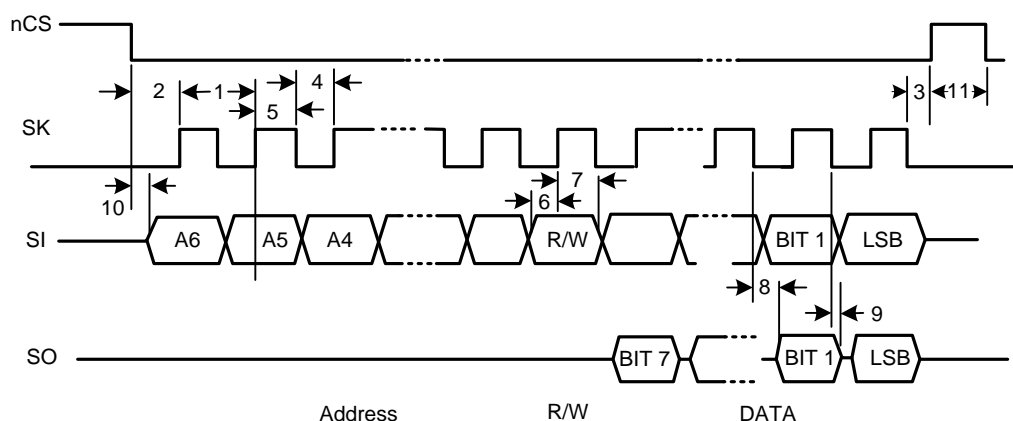 nCS
4
2 1 3 11
5
SK
7
6
10
SI A6 A5 A4 R/W BIT 1 LSB
8
9
SO BIT 7 BIT 1 LSB
Address R/W DATA